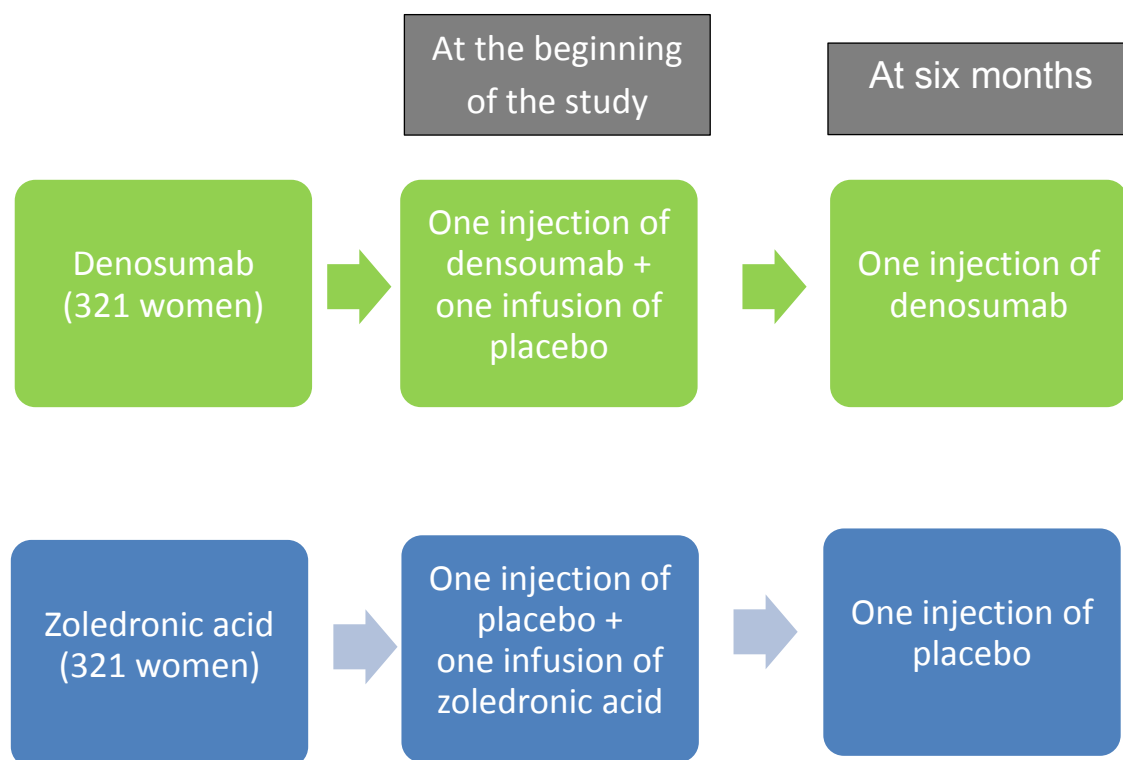 At the beginning
of the study
At six months
Denosumab
(321 women)
One injection of
densoumab +
one infusion of
placebo
One injection of
denosumab
Zoledronic acid
(321 women)
One injection of
placebo +
one infusion of
zoledronic acid
One injection of
placebo